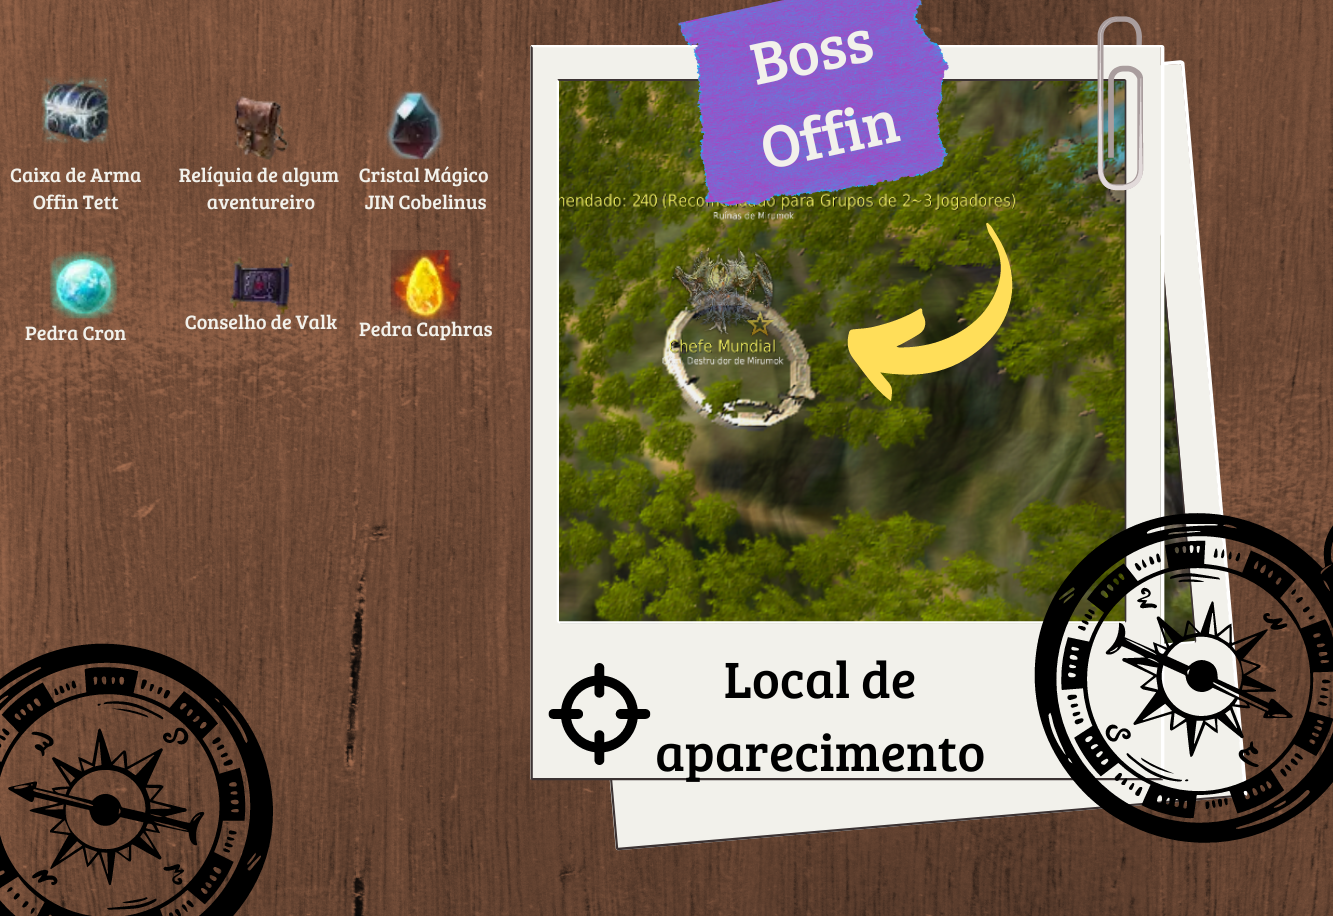 Boss
Offin
Caixa de Arma
Offin Tett
Relíquia de algum
aventureiro
Cristal Mágico
JIN Cobelinus
Pedra Cron
Conselho de Valk
Pedra Caphras
mendado: 240 (Recomendado para Grupos de 2~3 Jogadores)
Ruínas de Mirumok
Chefe Mundial
Destruidor de Mirumok
Local de
aparecimento